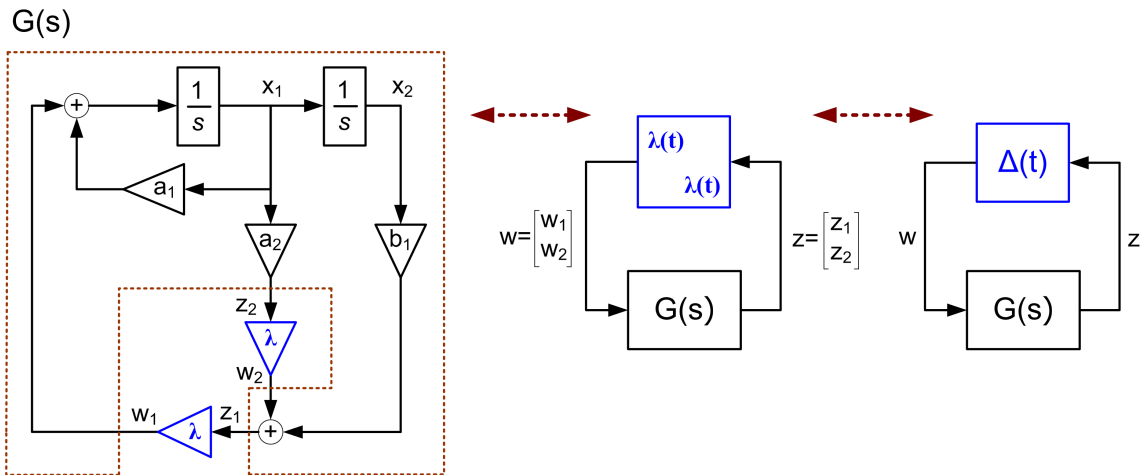 G(s)
1
s
x1
1
s
x2
a1
a2
b1
z2
λ
w2
w1
λ
z1
λ(t)
λ(t)
w=[w1
w2]
z=[z1
z2]
G(s)
Δ(t)
w
z
G(s)